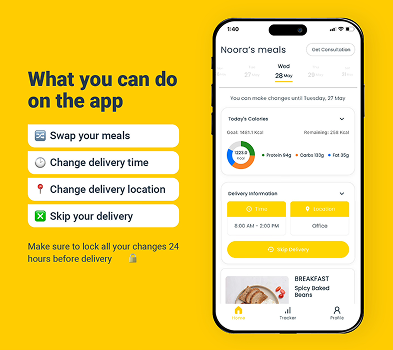 What you can do
on the app
Swap your meals
Change delivery time
Change delivery location
Skip your delivery
Make sure to lock all your changes 24
hours before delivery
1:40
Noora's meals
Get Consultation
Wed
27 May
28 May
29 May
You can make changes until Tuesday, 27 May
Today's Calories
Goal: 1481.1 Kcal
Remaining: 258 Kcal
1223.0
Kcal
Protein 94g
Carbs 133g
Fat 35g
Delivery Information
Time
Location
8:00 AM - 2:00 PM
Office
Skip Delivery
BREAKFAST
Spicy Baked
Beans
Home
Tracker
Profile